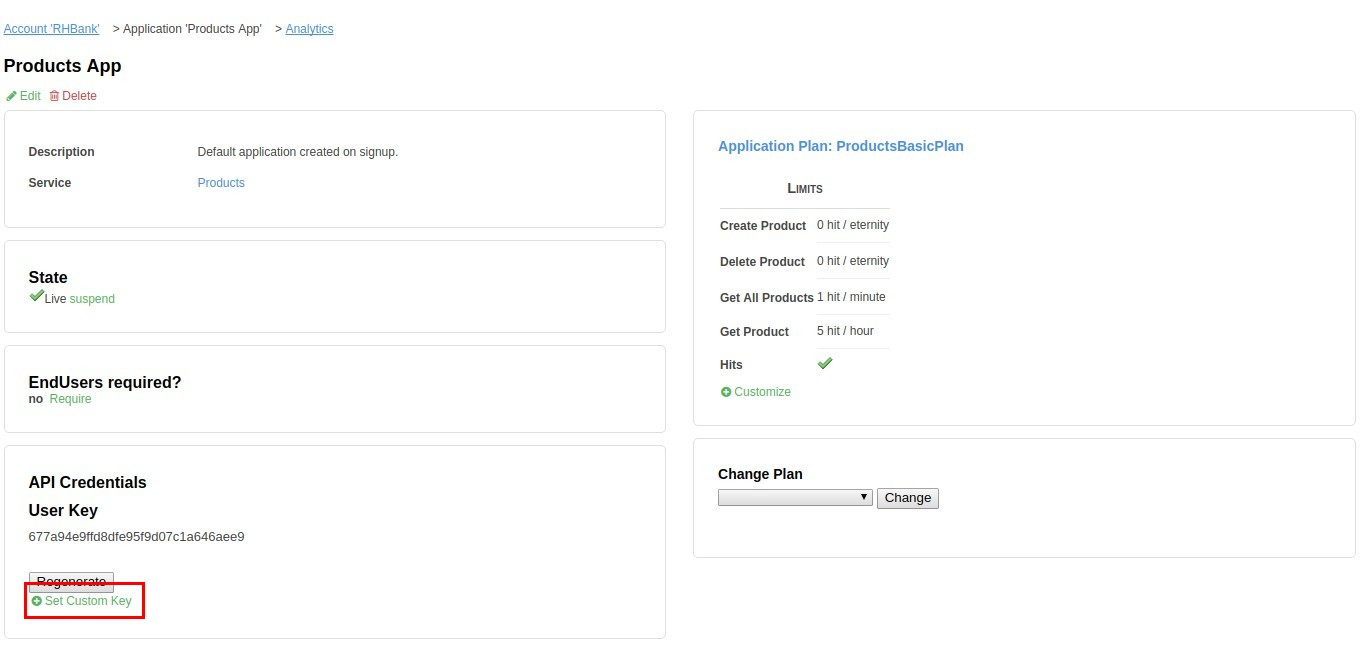 Account 'RHBank' > Application 'Products App' > Analytics
Products App
Edit Delete
Description Default application created on signup.
Service Products
State
Live suspend
EndUsers required?
no Require
API Credentials
User Key
677a94e9ffd8dfe95f9d07c1a646aee9
Regenerate
Set Custom Key
Application Plan: ProductsBasicPlan
Limits
Create Product 0 hit / eternity
Delete Product 0 hit / eternity
Get All Products 1 hit / minute
Get Product 5 hit / hour
Hits
Customize
Change Plan
Change